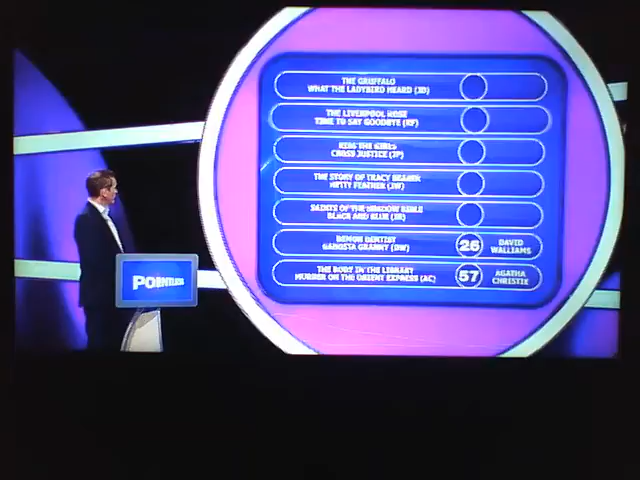 THE GRUFFALO
WHAT THE LADYBIRD HEARD (JD)
THE LIVERPOOL ROSE
TIME TO SAY GOODBYE (KF)
KISS THE GIRLS
CROSS JUSTICE (JP)
THE STORY OF TRACY BEAKER
HETTY FEATHER (JW)
SAINTS OF THE SHADOW BIBLE
BLACK AND BLUE (IR)
DEMON DENTIST
GANGSTA GRANNY (DW)
26
DAVID
WALLIAMS
THE BODY IN THE LIBRARY
MURDER ON THE ORIENT EXPRESS (AC)
57
AGATHA
CHRISTIE
POINTLESS